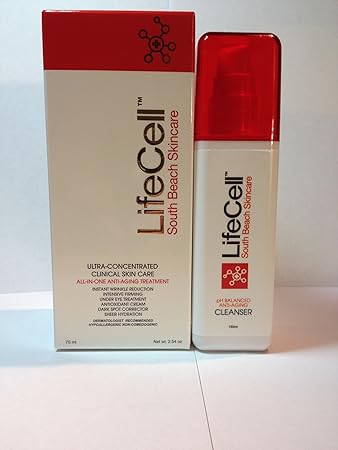 LifeCell™
South Beach Skincare
ULTRA-CONCENTRATED
CLINICAL SKIN CARE
ALL-IN-ONE ANTI-AGING TREATMENT
INSTANT WRINKLE REDUCTION
INTENSIVE FIRMING
UNDER EYE TREATMENT
ANTIOXIDANT CREAM
DARK SPOT CORRECTOR
SHEER HYDRATION
DERMATOLOGIST RECOMMENDED
HYPOALLERGENIC NON-COMEDOGENIC
75 ml
Net wt. 2.54 oz
LifeCell™
South Beach Skincare
pH BALANCED
ANTI-AGING
CLEANSER